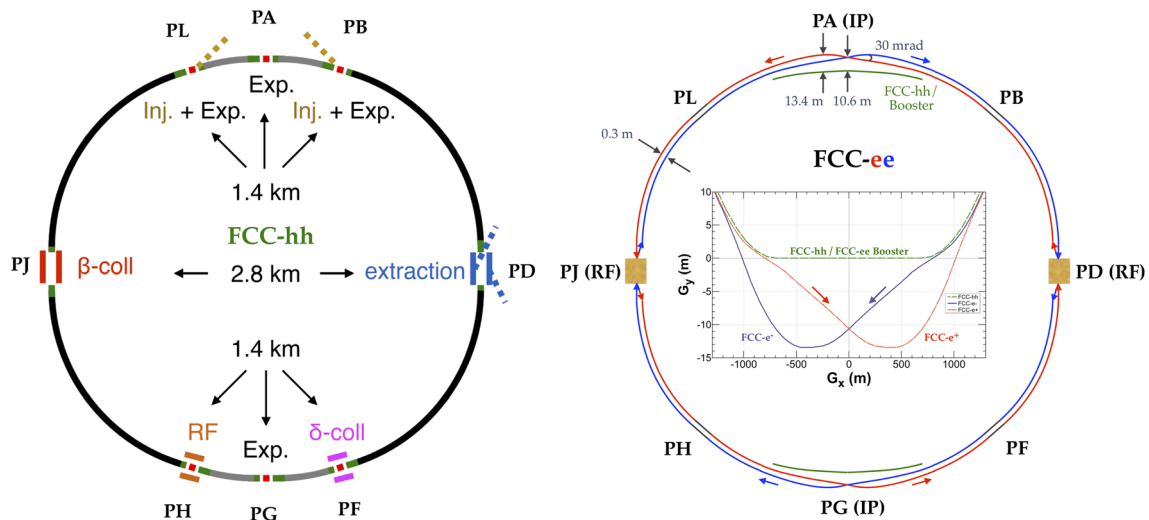 PA
PL
PB
Exp.
Inj. + Exp.
Inj. + Exp.
1.4 km
FCC-hh
PJ
β-coll
2.8 km
extraction
PD
1.4 km
RF
δ-coll
Exp.
PH
PG
PF
PA (IP)
30 mrad
FCC-hh /
Booster
13.4 m
10.6 m
PL
PB
0.3 m
FCC-ee
10
5
0
-5
-10
-15
Gy (m)
FCC-hh / FCC-ee Booster
FCC-hh
FCC-e-
FCC-e+
FCC-e-
FCC-e+
-1000
-500
0
500
1000
Gx (m)
PJ (RF)
PD (RF)
PH
PF
PG (IP)